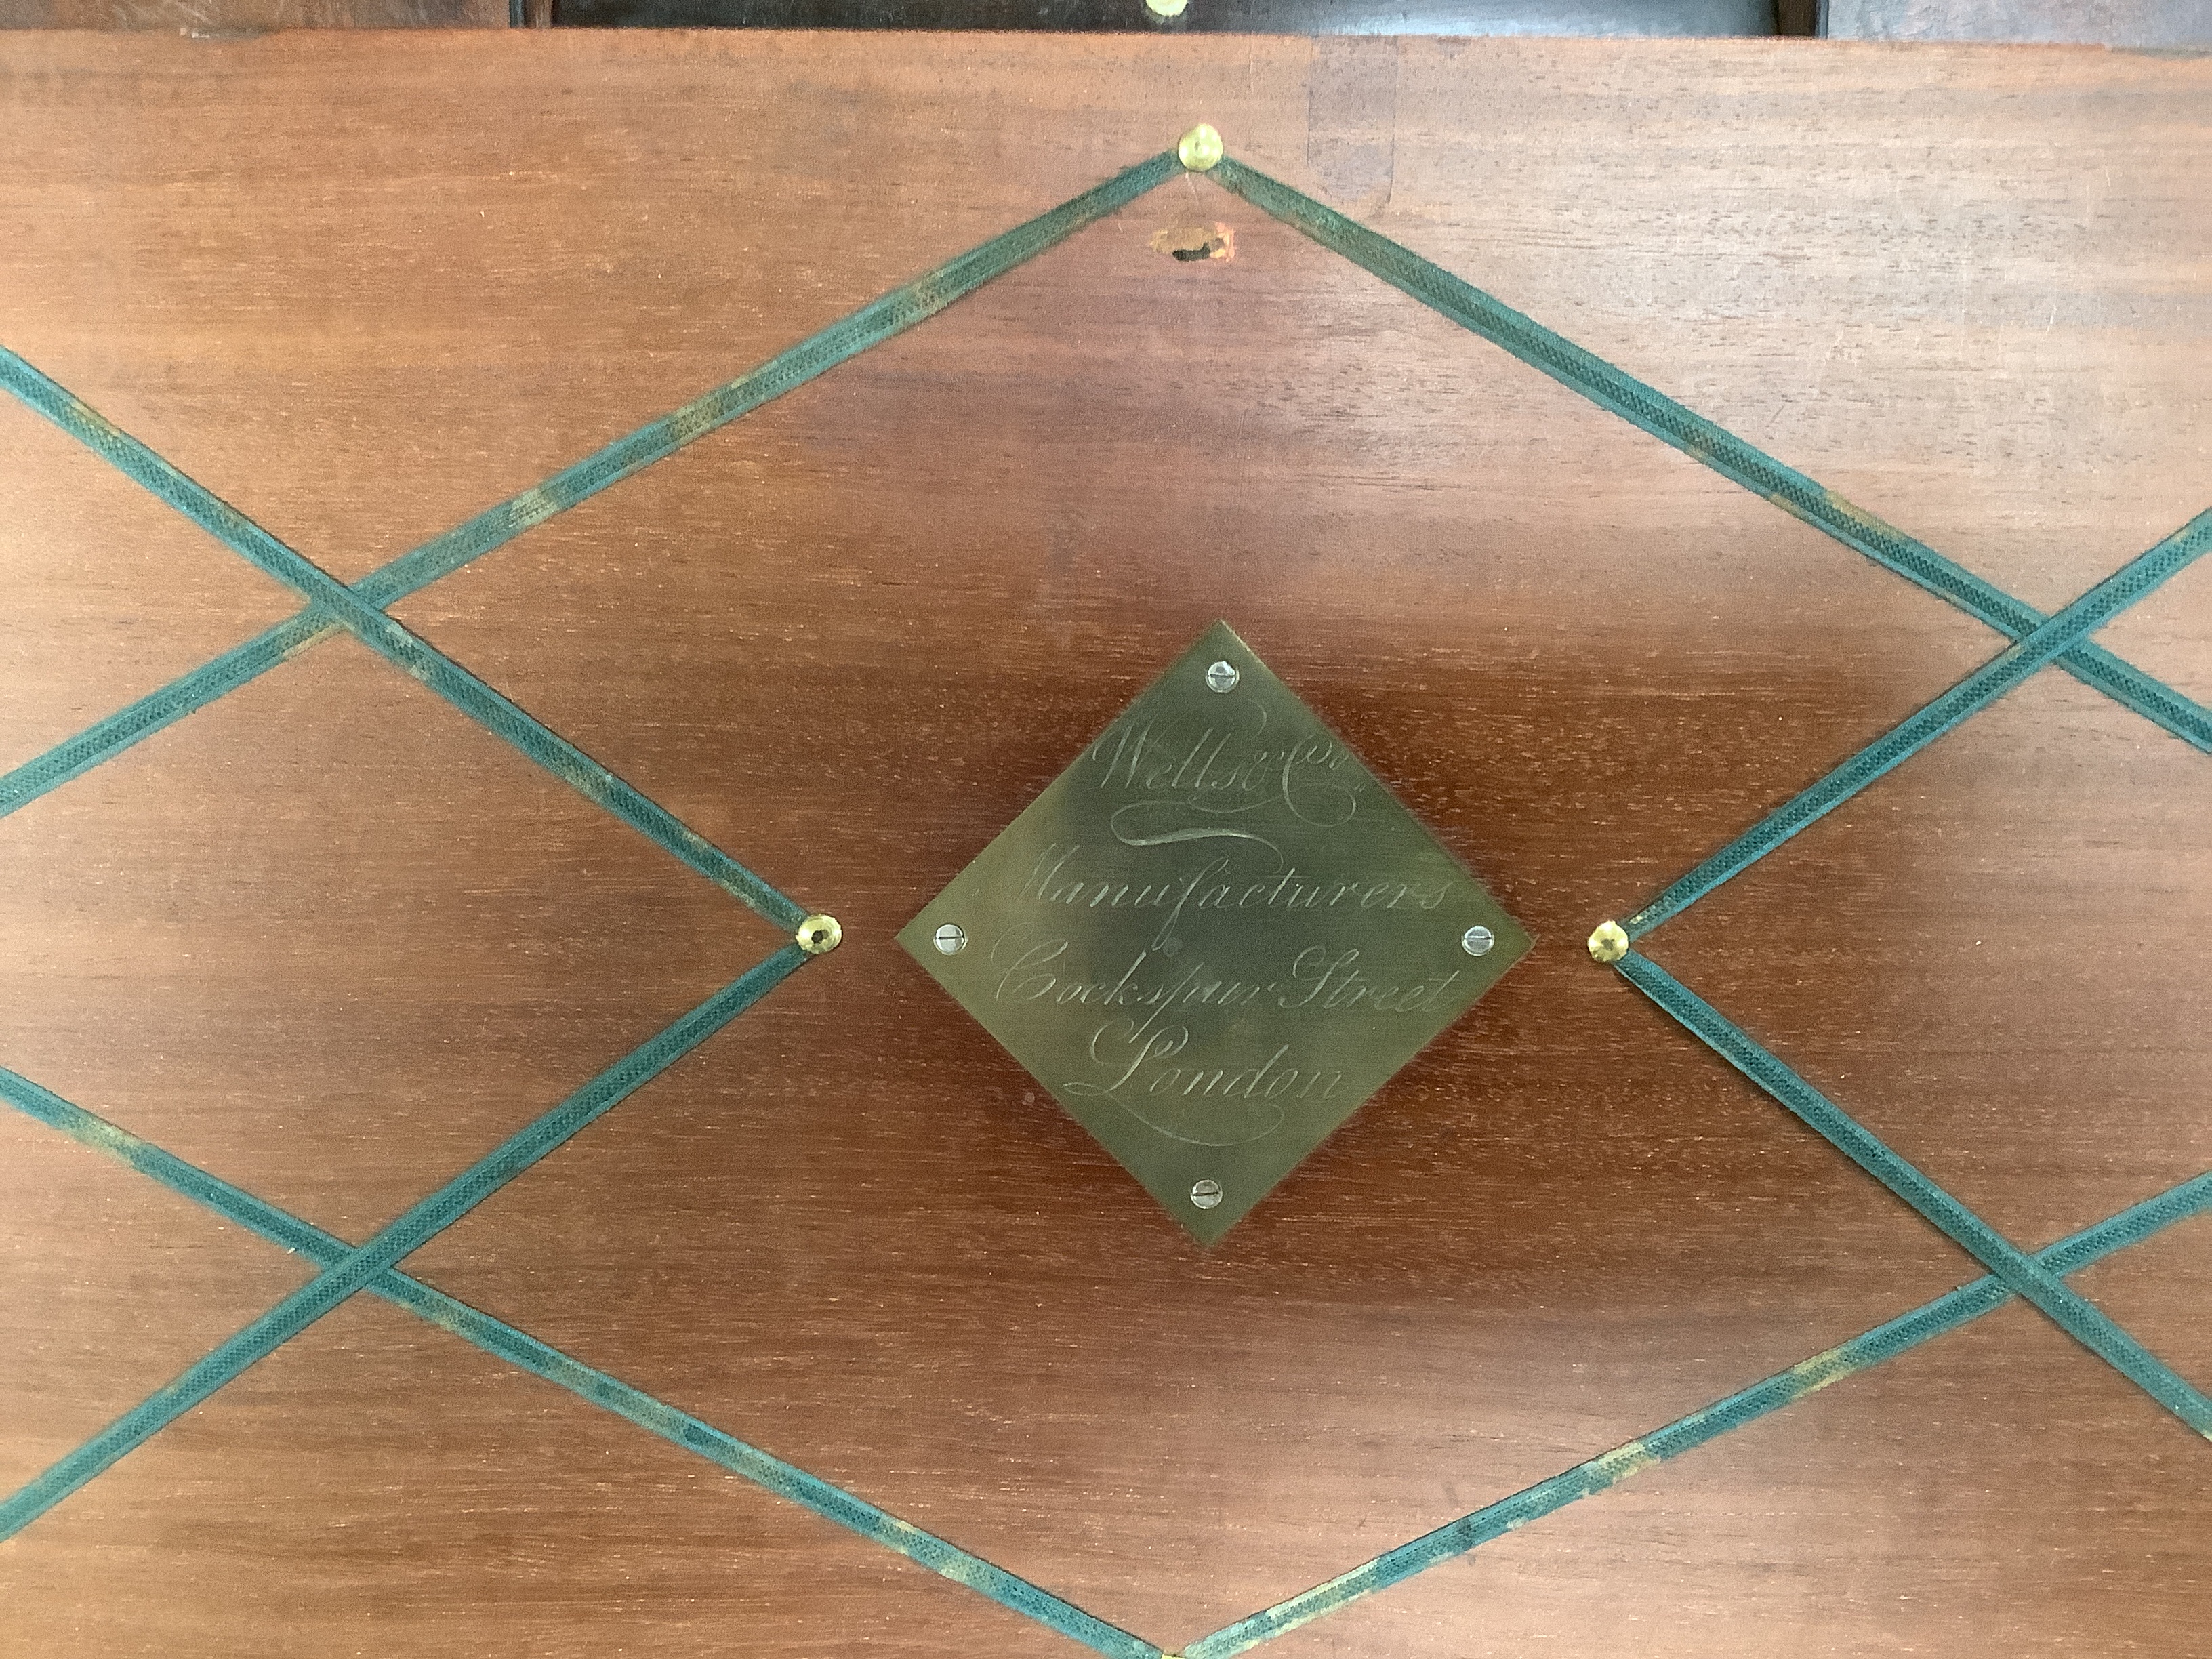 Wells & Co.
Manufacturers
Cockspur Street
London